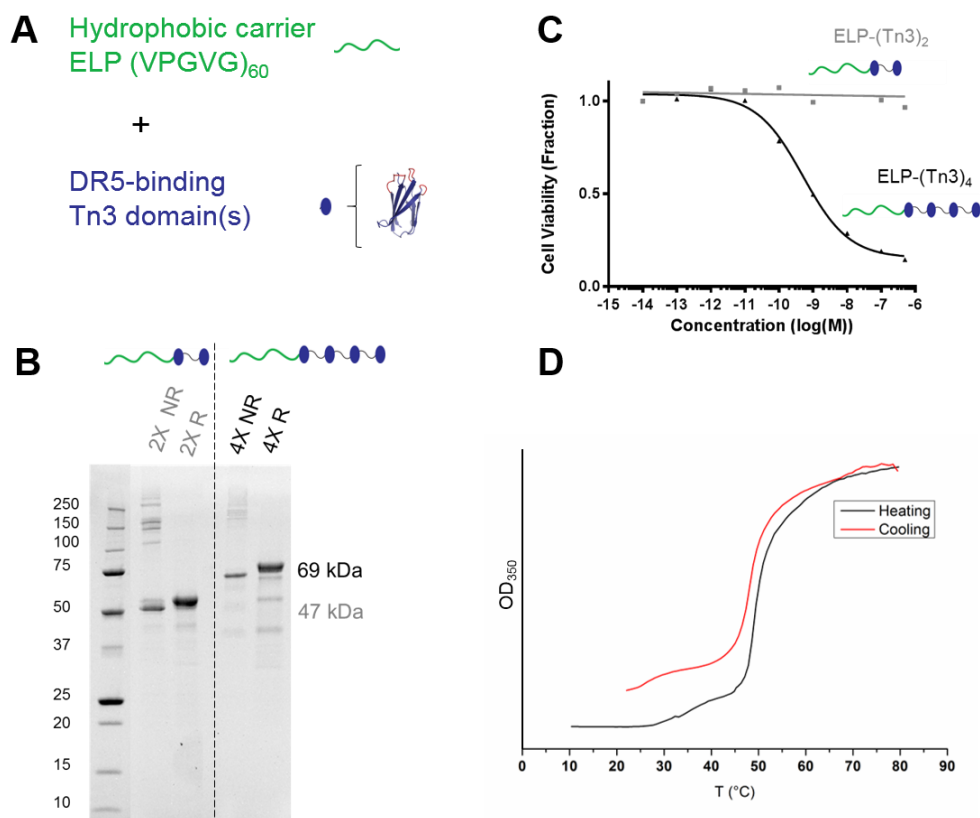 A
Hydrophobic carrier
ELP (VPGVG)60
+
DR5-binding
Tn3 domain(s)
B
2X NR
2X R
4X NR
4X R
250
150
100
75
50
37
25
20
15
10
69 kDa
47 kDa
C
ELP-(Tn3)2
ELP-(Tn3)4
Cell Viability (Fraction)
1.0
0.5
0.0
-15 -14 -13 -12 -11 -10 -9 -8 -7 -6
Concentration (log(M))
D
OD350
Heating
Cooling
0 10 20 30 40 50 60 70 80 90
T (°C)